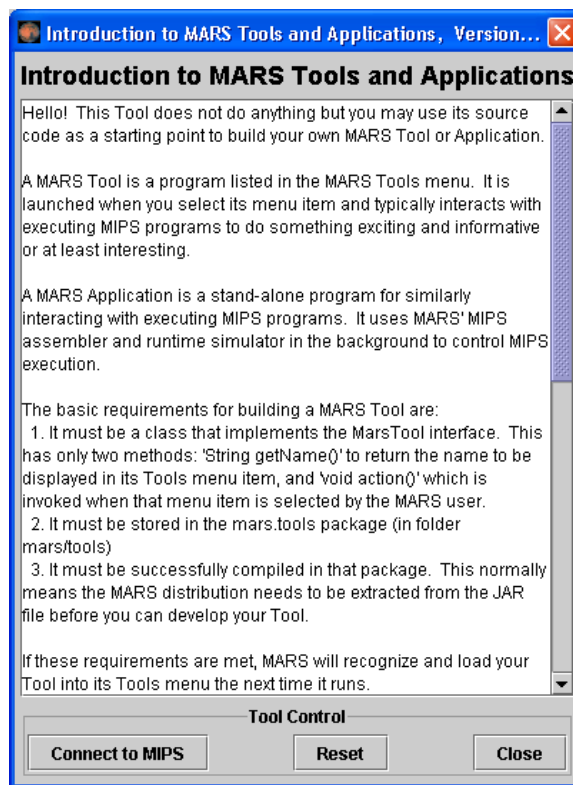 Introduction to MARS Tools and Applications, Version...
Introduction to MARS Tools and Applications
Hello! This Tool does not do anything but you may use its source
code as a starting point to build your own MARS Tool or Application.
A MARS Tool is a program listed in the MARS Tools menu. It is
launched when you select its menu item and typically interacts with
executing MIPS programs to do something exciting and informative
or at least interesting.
A MARS Application is a stand-alone program for similarly
interacting with executing MIPS programs. It uses MARS' MIPS
assembler and runtime simulator in the background to control MIPS
execution.
The basic requirements for building a MARS Tool are:
1. It must be a class that implements the MarsTool interface. This
has only two methods: 'String getName()' to return the name to be
displayed in its Tools menu item, and 'void action()' which is
invoked when that menu item is selected by the MARS user.
2. It must be stored in the mars.tools package (in folder
mars/tools)
3. It must be successfully compiled in that package. This normally
means the MARS distribution needs to be extracted from the JAR
file before you can develop your Tool.
If these requirements are met, MARS will recognize and load your
Tool into its Tools menu the next time it runs.
Tool Control
Connect to MIPS
Reset
Close